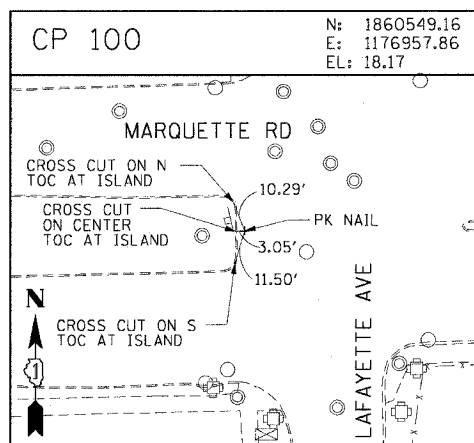 CP 100
N: 1860549.16
E: 1176957.86
EL: 18.17
MARQUETTE RD
CROSS CUT ON N
TOC AT ISLAND
10.29'
CROSS CUT
ON CENTER
TOC AT ISLAND
PK NAIL
3.05'
11.50'
N
CROSS CUT ON S
TOC AT ISLAND
1
LAFAYETTE AVE